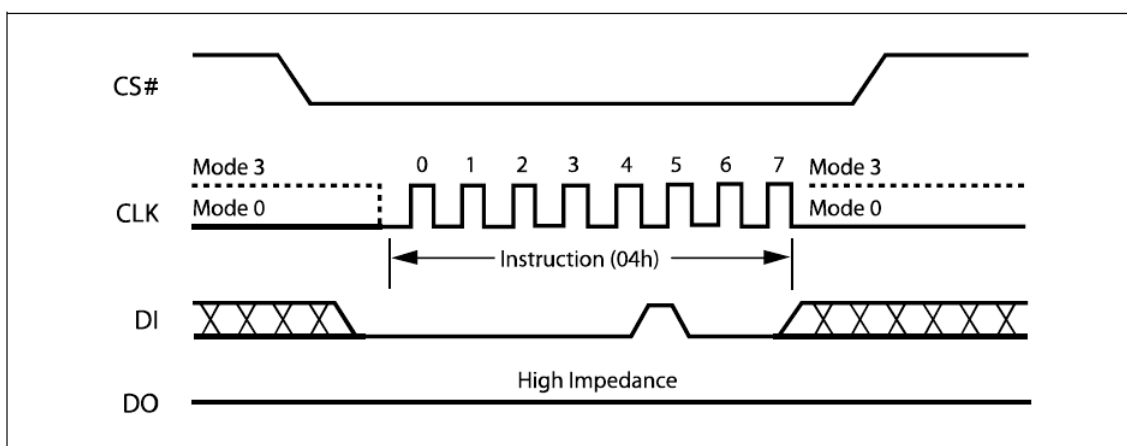 CS#
Mode 3
0 1 2 3 4 5 6 7
Mode 3
CLK
Mode 0
Mode 0
Instruction (04h)
DI
High Impedance
DO